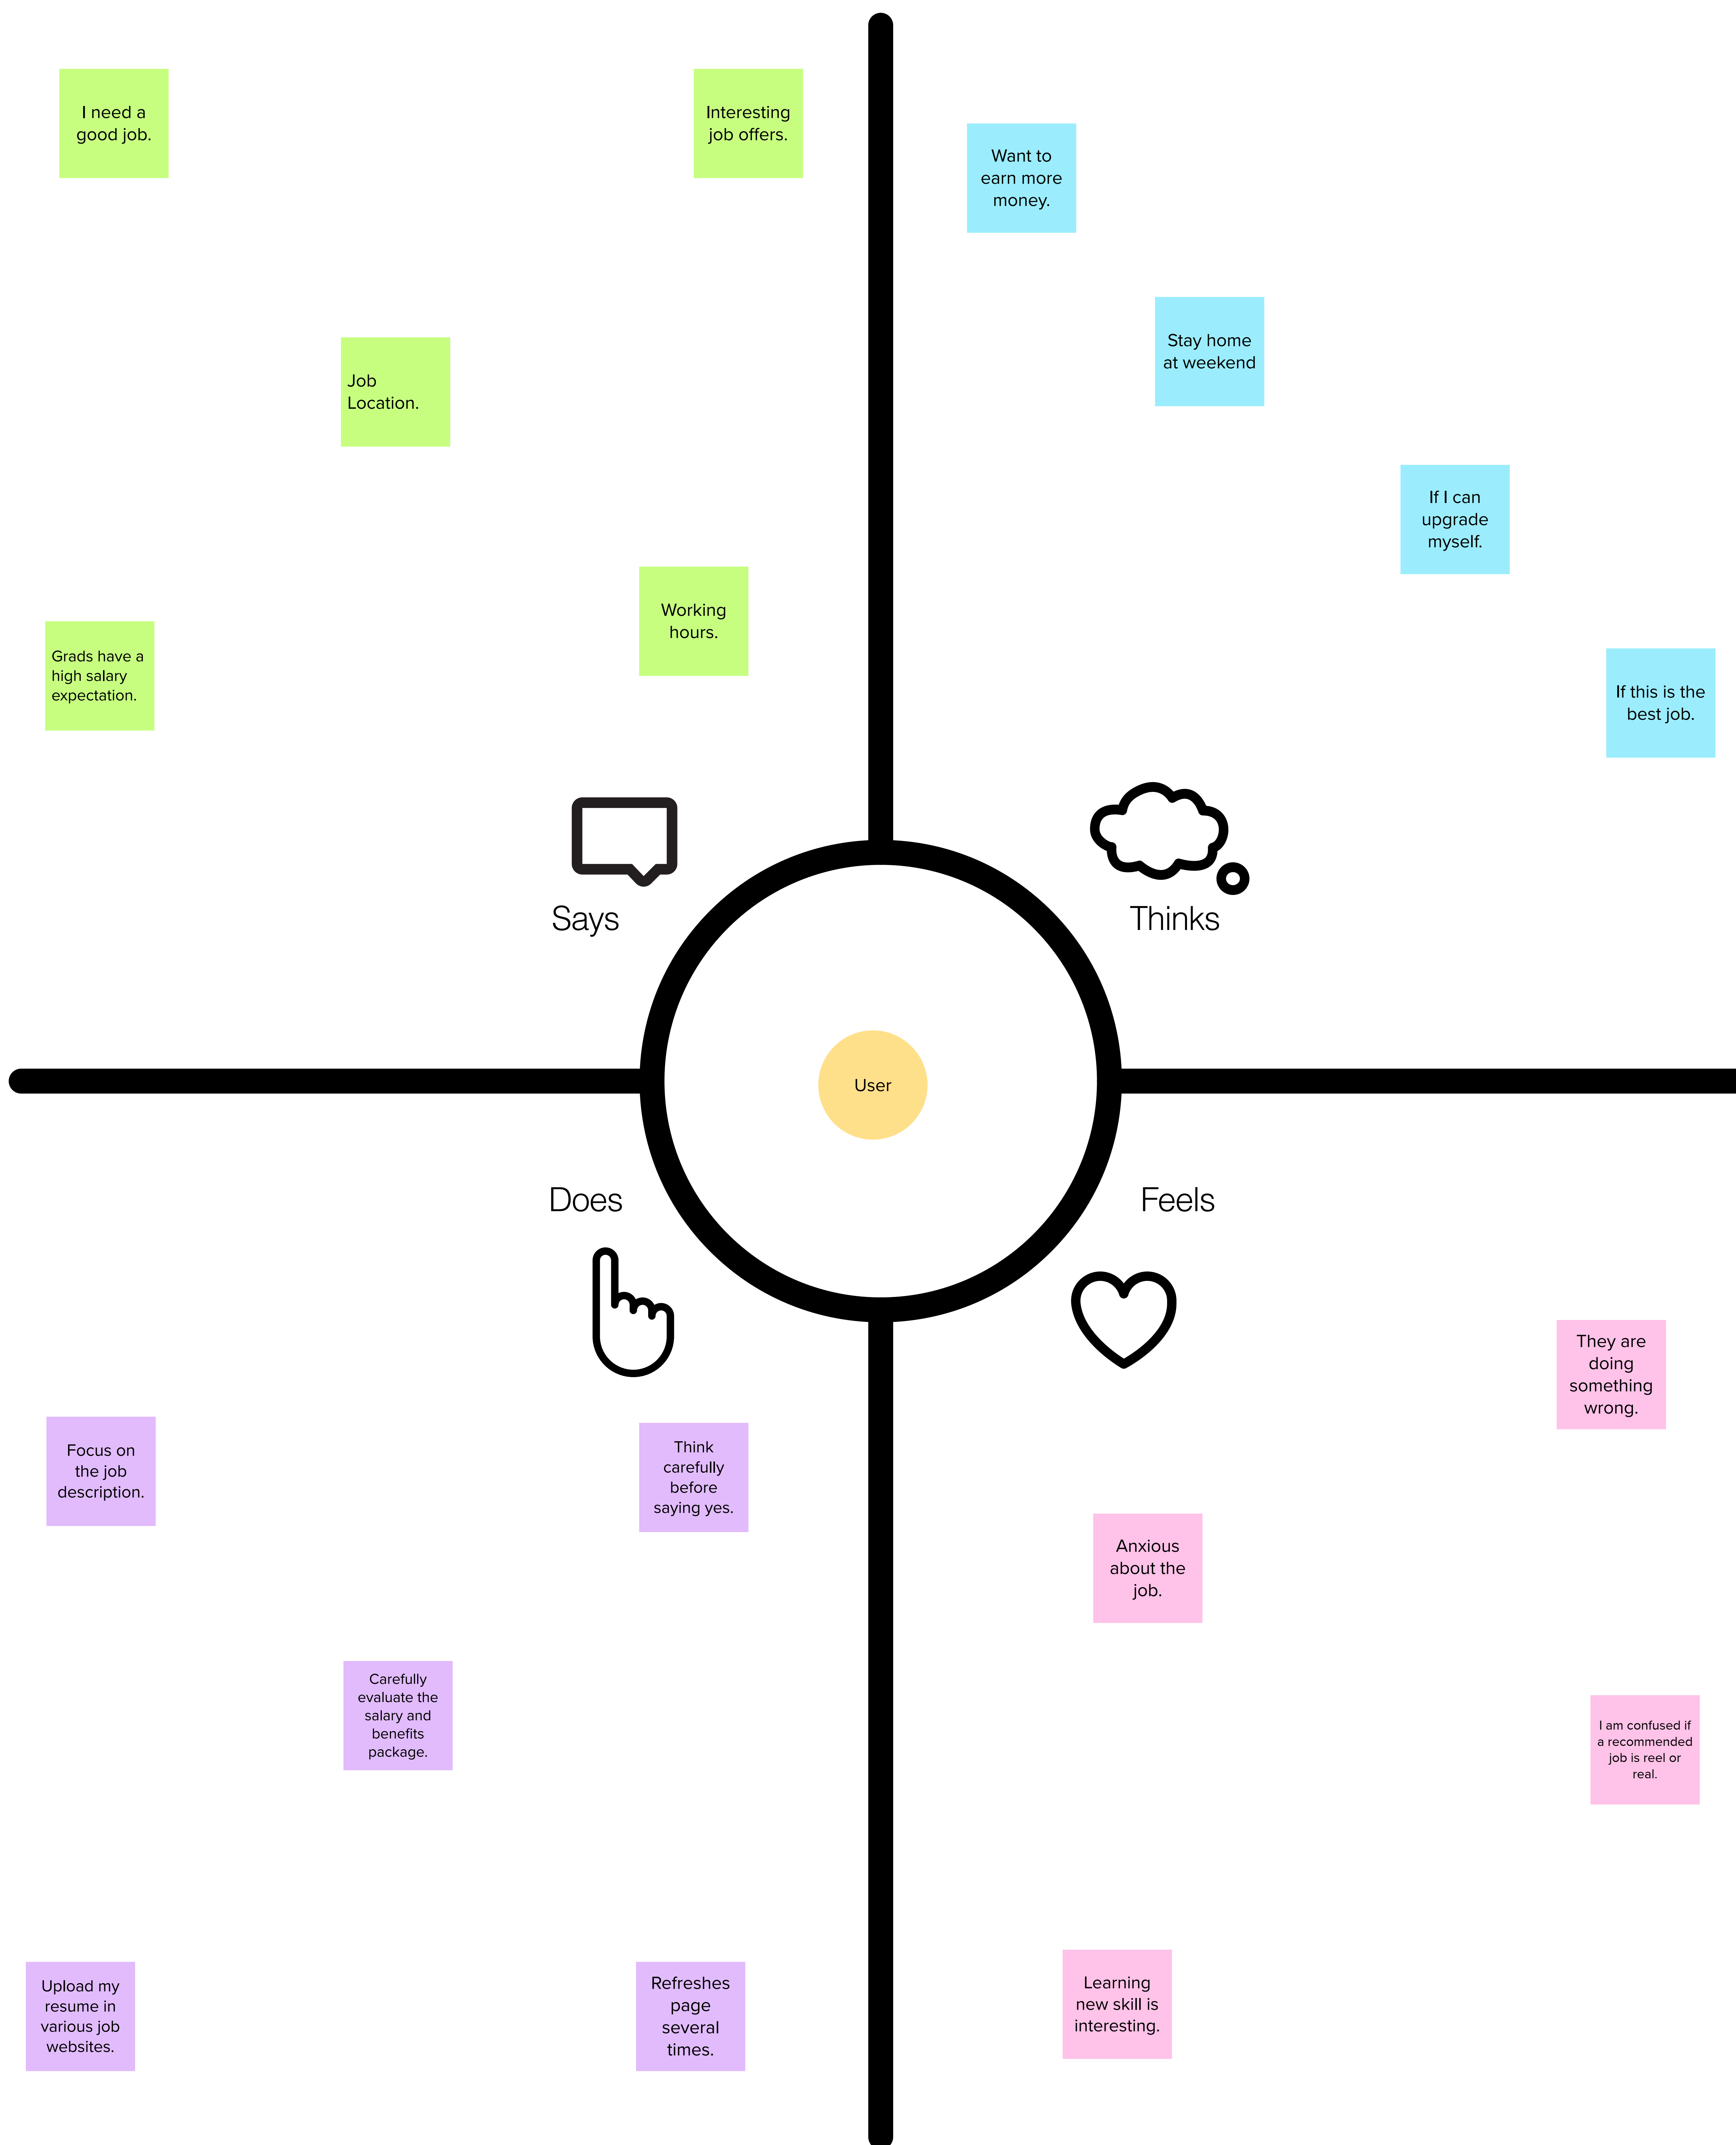 I need a
good job.
Interesting
job offers.
Job
Location.
Working
hours.
Grads have a
high salary
expectation.
Says
Want to
earn more
money.
Stay home
at weekend
If I can
upgrade
myself.
If this is the
best job.
Thinks
User
Does
Focus on
the job
description.
Think
carefully
before
saying yes.
Carefully
evaluate the
salary and
benefits
package.
Upload my
resume in
various job
websites.
Refreshes
page
several
times.
Feels
They are
doing
something
wrong.
Anxious
about the
job.
I am confused if
a recommended
job is reel or
real.
Learning
new skill is
interesting.